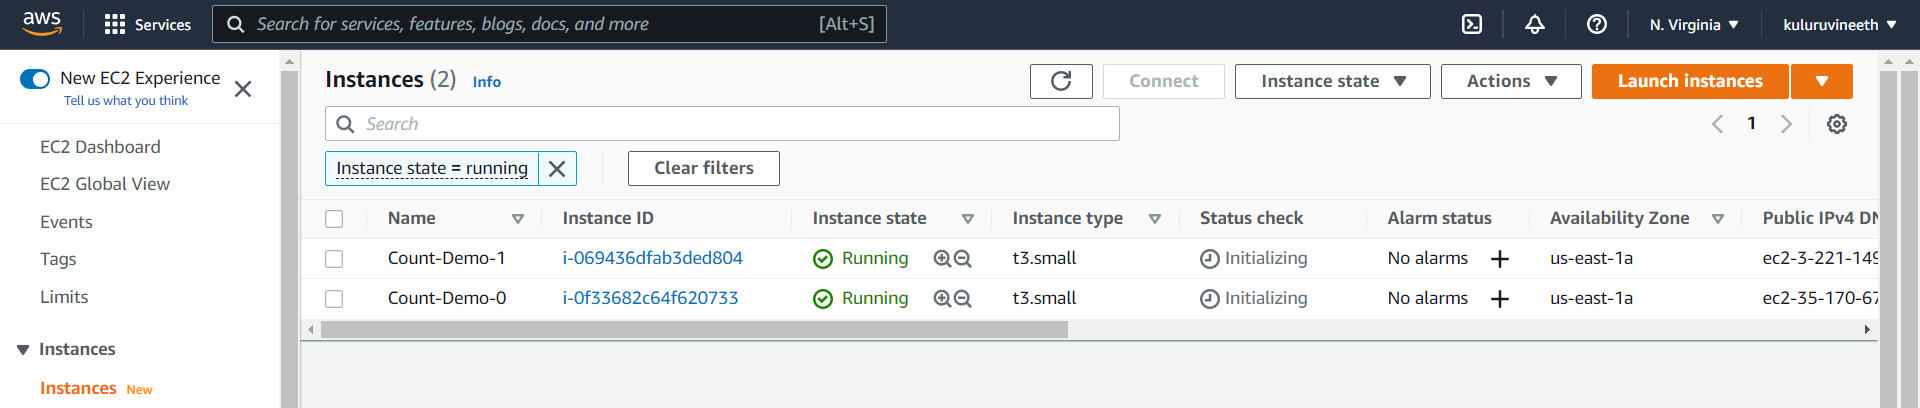 aws Services Search for services, features, blogs, docs, and more [Alt+S] N. Virginia kuluruvineeth
New EC2 Experience
Tell us what you think
EC2 Dashboard
EC2 Global View
Events
Tags
Limits
Instances
Instances New
Instances (2) Info Connect Instance state Actions Launch instances
Search 1
Instance state = running Clear filters
Name Instance ID Instance state Instance type Status check Alarm status Availability Zone Public IPv4 DN
Count-Demo-1 i-069436dfab3ded804 Running t3.small Initializing No alarms + us-east-1a ec2-3-221-149
Count-Demo-0 i-0f33682c64f620733 Running t3.small Initializing No alarms + us-east-1a ec2-35-170-67